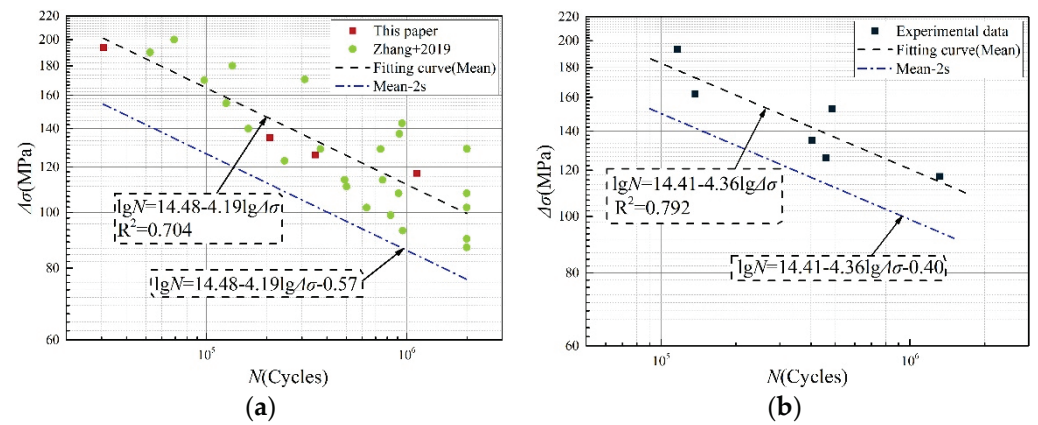 220
200
180
160
140
120
100
80
60
Δσ(MPa)
10⁵
10⁶
N(Cycles)
This paper
Zhang+2019
Fitting curve(Mean)
Mean-2s
lgN=14.48-4.19lgΔσ
R²=0.704
lgN=14.48-4.19lgΔσ-0.57
(a)
220
200
180
160
140
120
100
80
60
Δσ(MPa)
10⁵
10⁶
N(Cycles)
Experimental data
Fitting curve(Mean)
Mean-2s
lgN=14.41-4.36lgΔσ
R²=0.792
lgN=14.41-4.36lgΔσ-0.40
(b)